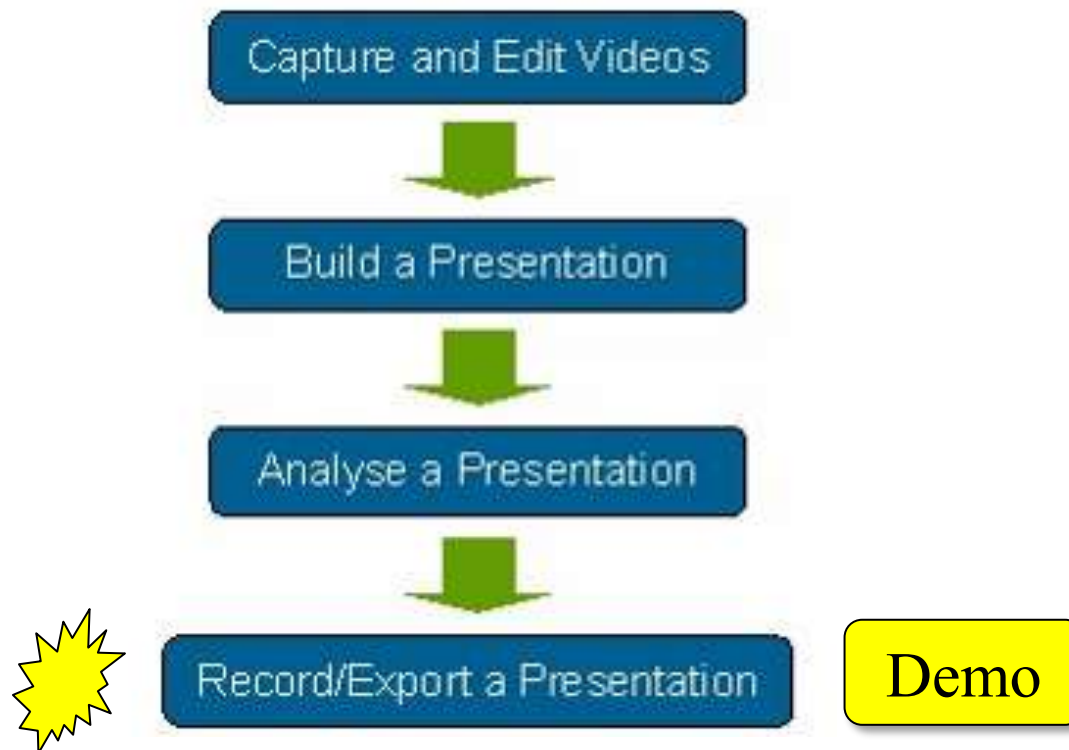 Capture and Edit Videos
Build a Presentation
Analyse a Presentation
Record/Export a Presentation
Demo